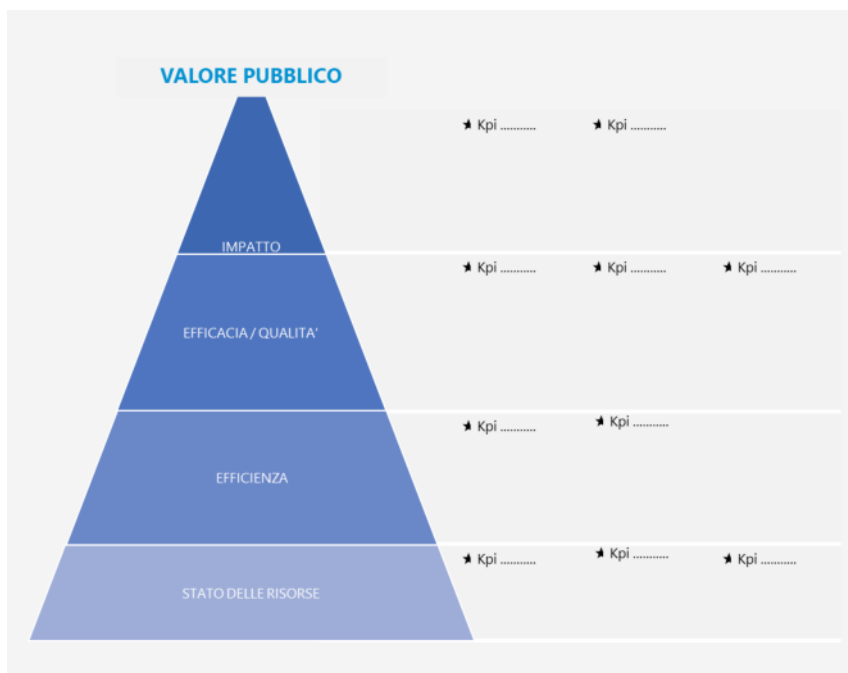 VALORE PUBBLICO
Kpi ........... Kpi ...........
IMPATTO
Kpi ........... Kpi ........... Kpi ...........
EFFICACIA / QUALITA’
Kpi ........... Kpi ...........
EFFICIENZA
Kpi ........... Kpi ........... Kpi ...........
STATO DELLE RISORSE